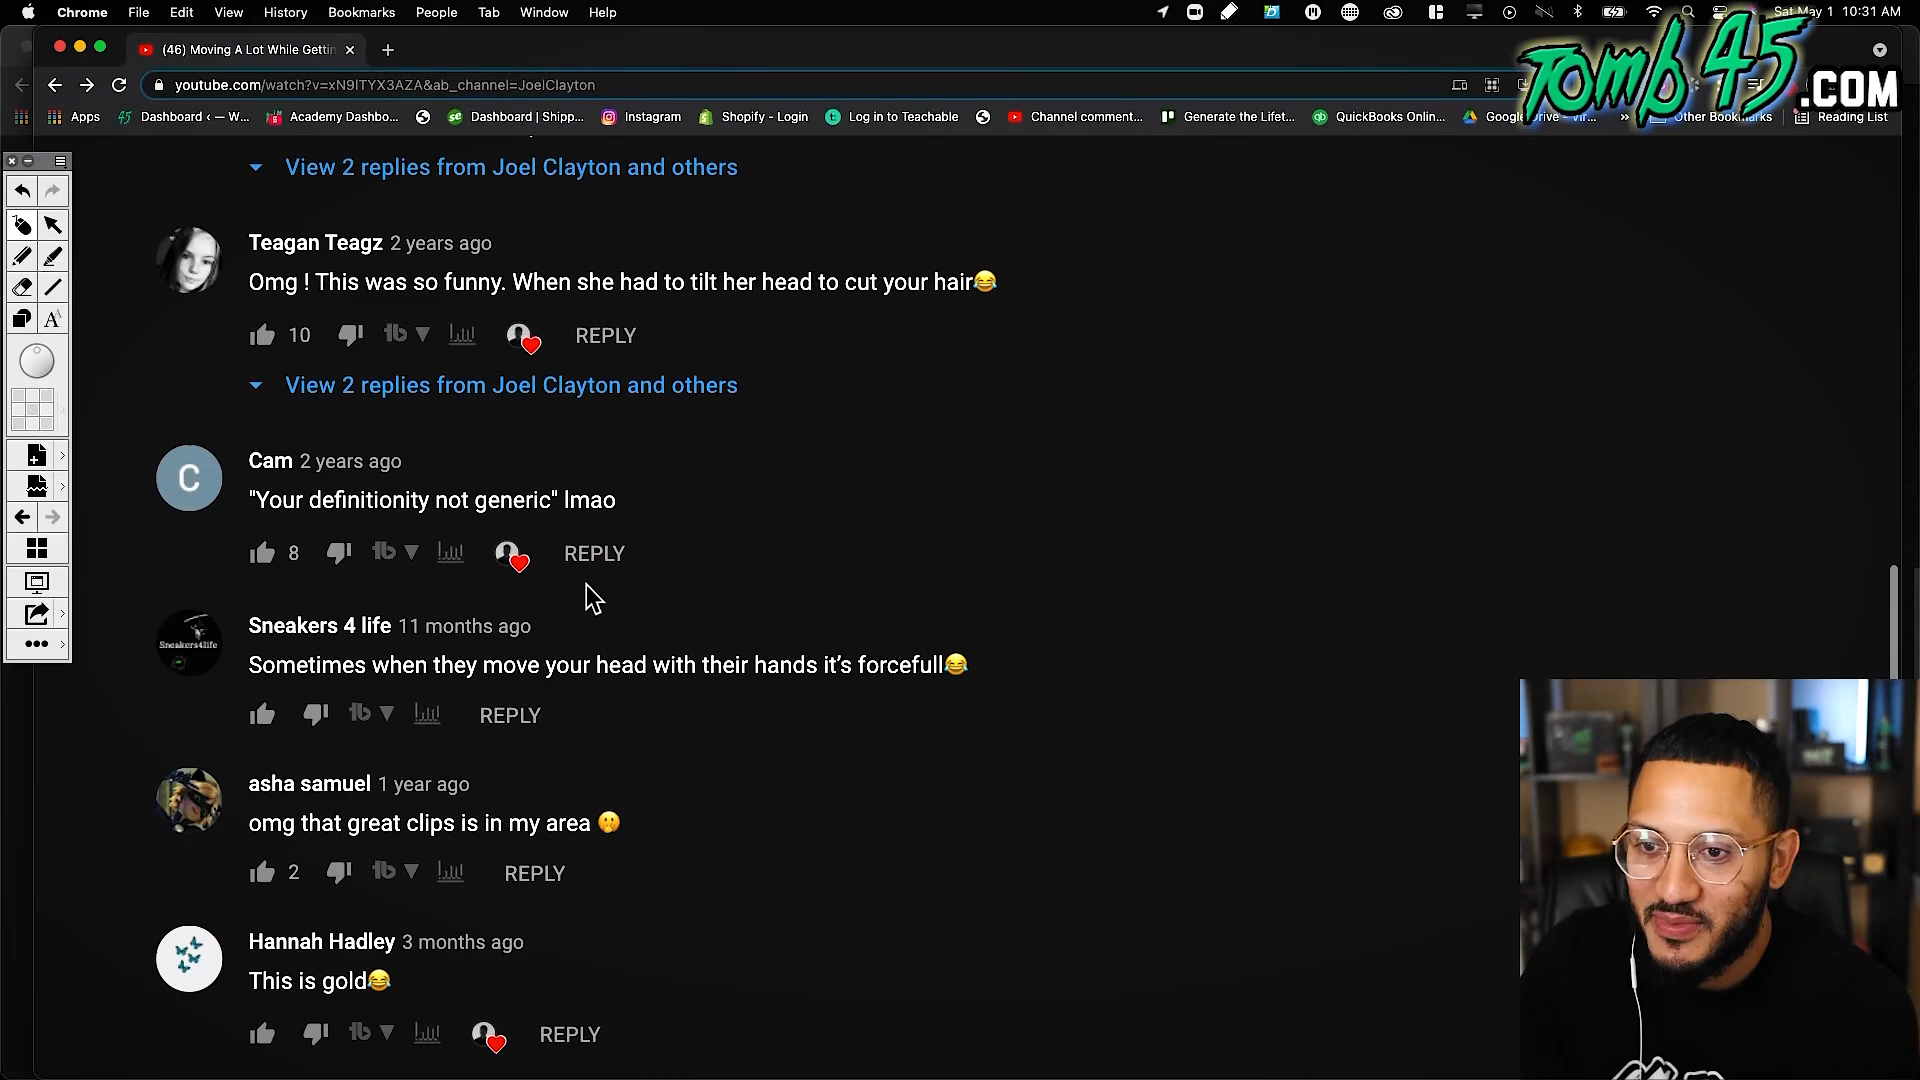 Chrome File Edit View History Bookmarks People Tab Window Help Sat May 1 10:31 AM
TOMB 45.COM
(46) Moving A Lot While Gettin
youtube.com/watch?v=xN9lTYX3AZA&ab_channel=JoelClayton
Apps Dashboard ‹ — W... Academy Dashbo... Dashboard | Shipp... Instagram Shopify - Login Log in to Teachable Channel comment... Generate the Lifet... QuickBooks Onlin... » Other Bookmarks Reading List
View 2 replies from Joel Clayton and others
Teagan Teagz 2 years ago
Omg ! This was so funny. When she had to tilt her head to cut your hair😂
10 REPLY
View 2 replies from Joel Clayton and others
C
Cam 2 years ago
"Your definitionity not generic" lmao
8 REPLY
Sneakers4life
Sneakers 4 life 11 months ago
Sometimes when they move your head with their hands it’s forcefull😂
REPLY
asha samuel 1 year ago
omg that great clips is in my area 🤭
2 REPLY
Hannah Hadley 3 months ago
This is gold😂
REPLY